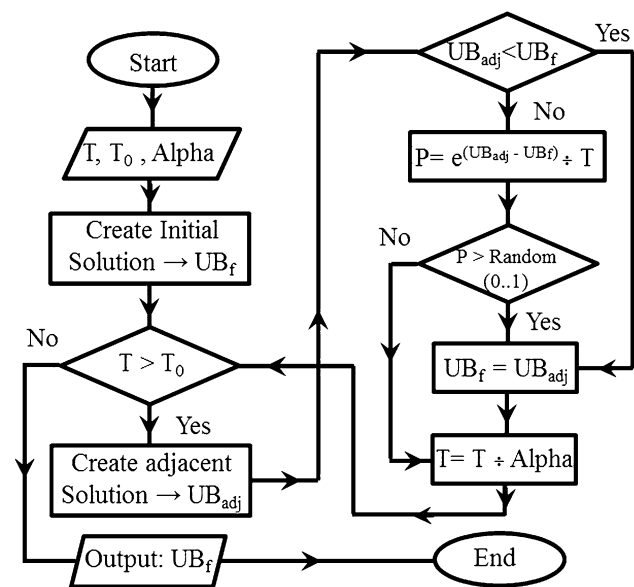 Start
T, T₀ , Alpha
Create Initial
Solution → UBf
No
T > T₀
Yes
Create adjacent
Solution → UBadj
Output: UBf
End
UBadj<UBf
Yes
No
P= e(UBadj - UBf) ÷ T
No
P > Random
(0..1)
Yes
UBf = UBadj
T= T ÷ Alpha